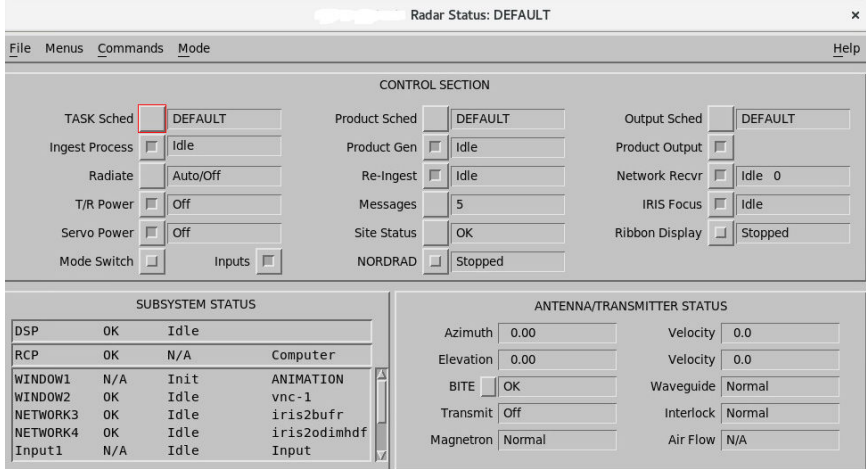 Radar Status: DEFAULT ×
File Menus Commands Mode Help
CONTROL SECTION
TASK Sched DEFAULT Product Sched DEFAULT Output Sched DEFAULT
Ingest Process Idle Product Gen Idle Product Output
Radiate Auto/Off Re-Ingest Idle Network Recvr Idle 0
T/R Power Off Messages 5 IRIS Focus Idle
Servo Power Off Site Status OK Ribbon Display Stopped
Mode Switch Inputs NORDRAD Stopped
SUBSYSTEM STATUS
DSP OK Idle
RCP OK N/A Computer
WINDOW1 N/A Init ANIMATION
WINDOW2 OK Idle vnc-1
NETWORK3 OK Idle iris2bufr
NETWORK4 OK Idle iris2odimhdf
Input1 N/A Idle Input
ANTENNA/TRANSMITTER STATUS
Azimuth 0.00 Velocity 0.0
Elevation 0.00 Velocity 0.0
BITE OK Waveguide Normal
Transmit Off Interlock Normal
Magnetron Normal Air Flow N/A